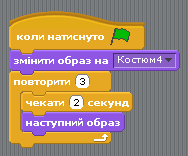 коли натиснуто
змінити образ на Костюм4
повторити 3
чекати 2 секунд
наступний образ